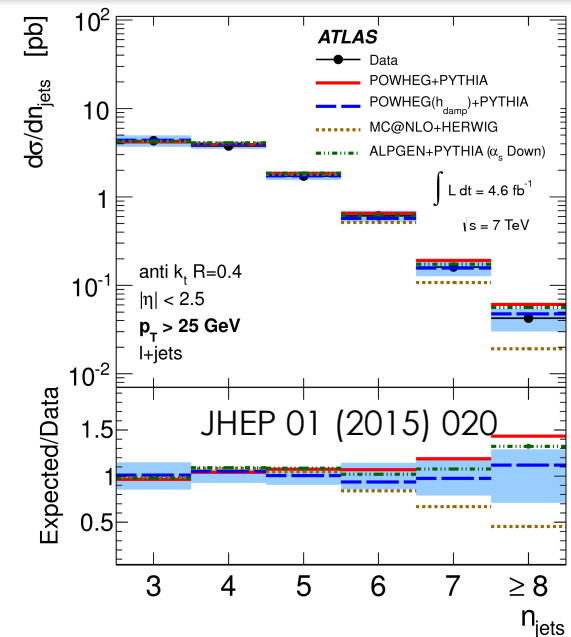 dσ/dn_jets [pb]
10²
10
1
10⁻¹
10⁻²
ATLAS
Data
POWHEG+PYTHIA
POWHEG(h_damp)+PYTHIA
MC@NLO+HERWIG
ALPGEN+PYTHIA (α_s Down)
∫ L dt = 4.6 fb⁻¹
√s = 7 TeV
anti k_t R=0.4
|η| < 2.5
p_T > 25 GeV
l+jets
JHEP 01 (2015) 020
Expected/Data
1.5
1
0.5
3 4 5 6 7 ≥ 8
n_jets